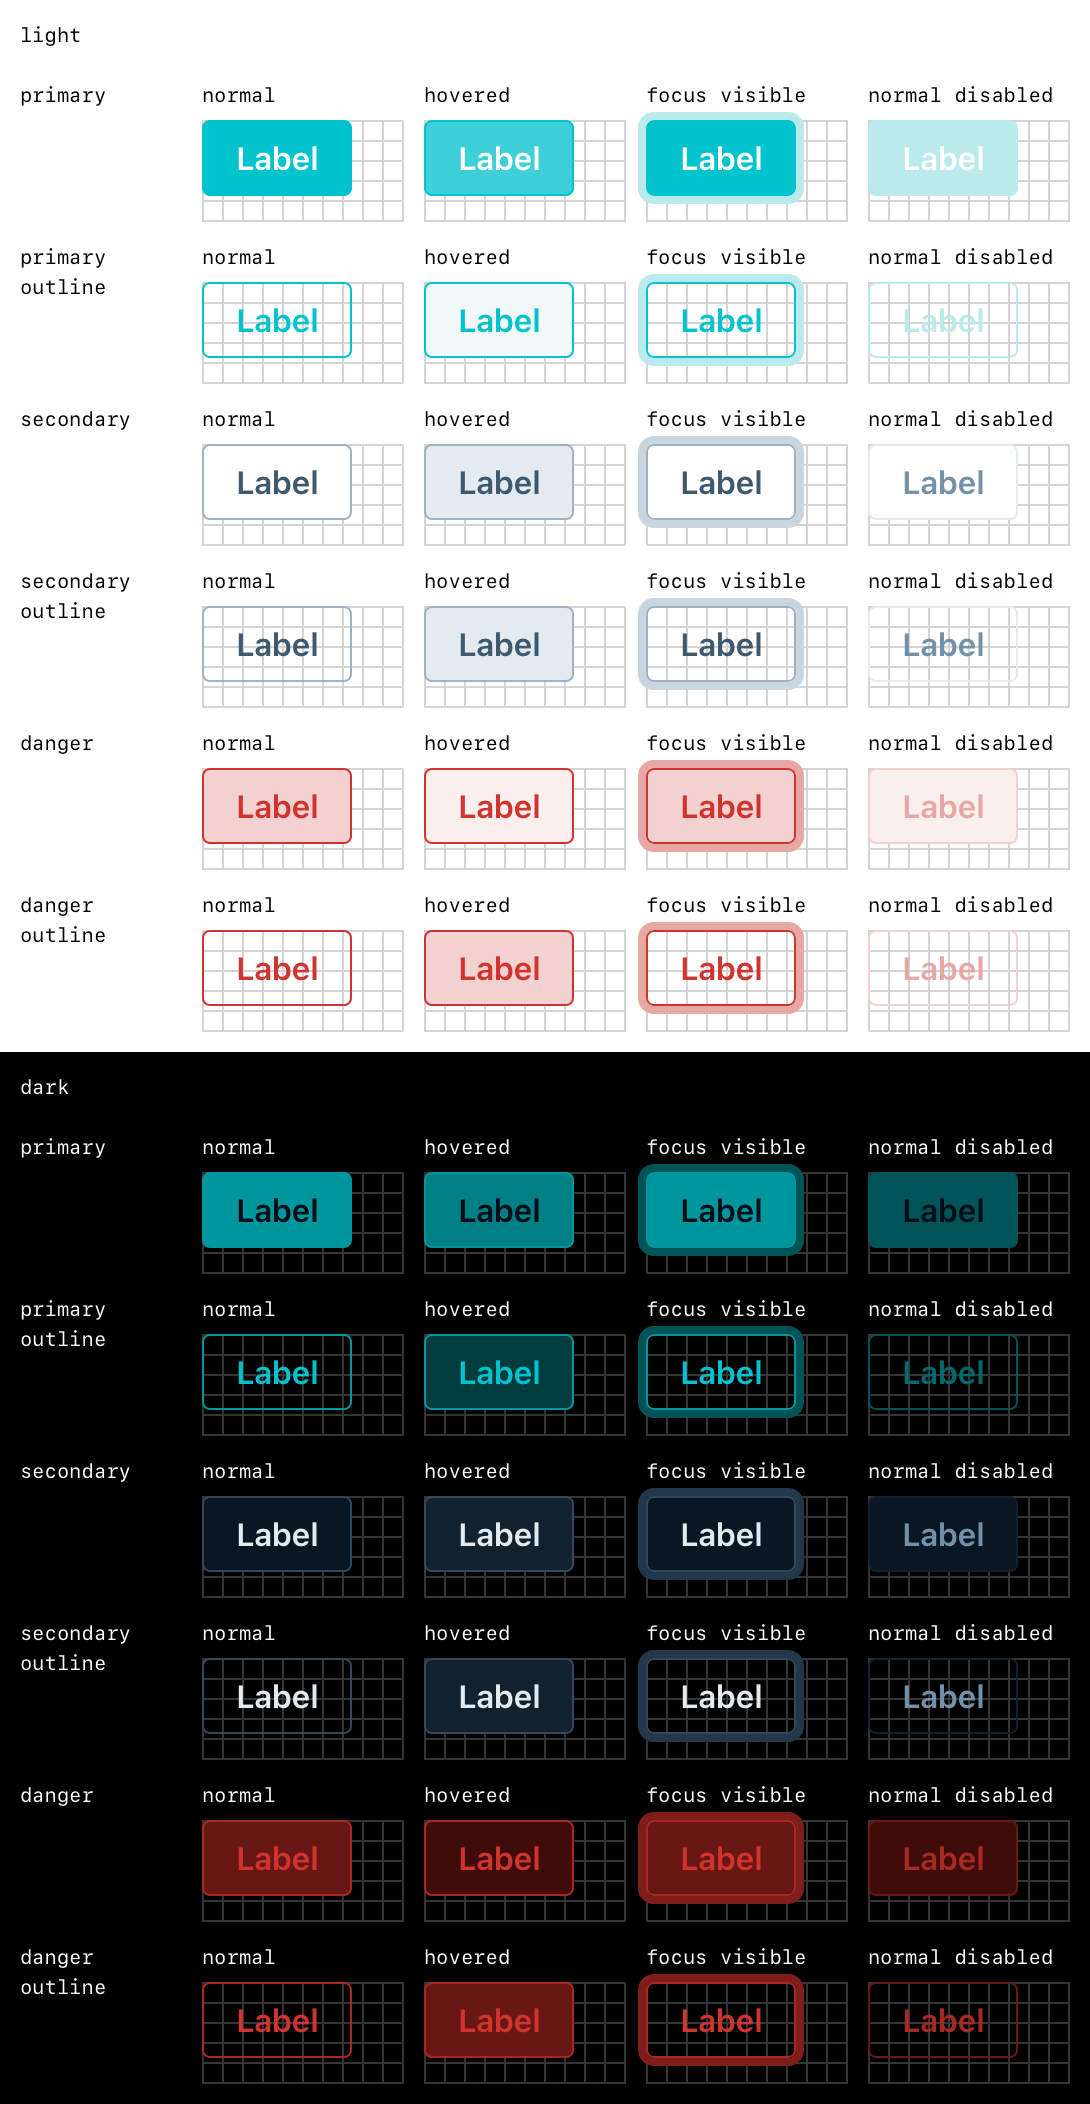 light
primary normal hovered focus visible normal disabled
Label Label Label Label
primary normal hovered focus visible normal disabled
outline
Label Label Label Label
secondary normal hovered focus visible normal disabled
Label Label Label Label
secondary normal hovered focus visible normal disabled
outline
Label Label Label Label
danger normal hovered focus visible normal disabled
Label Label Label Label
danger normal hovered focus visible normal disabled
outline
Label Label Label Label
dark
primary normal hovered focus visible normal disabled
Label Label Label Label
primary normal hovered focus visible normal disabled
outline
Label Label Label Label
secondary normal hovered focus visible normal disabled
Label Label Label Label
secondary normal hovered focus visible normal disabled
outline
Label Label Label Label
danger normal hovered focus visible normal disabled
Label Label Label Label
danger normal hovered focus visible normal disabled
outline
Label Label Label Label